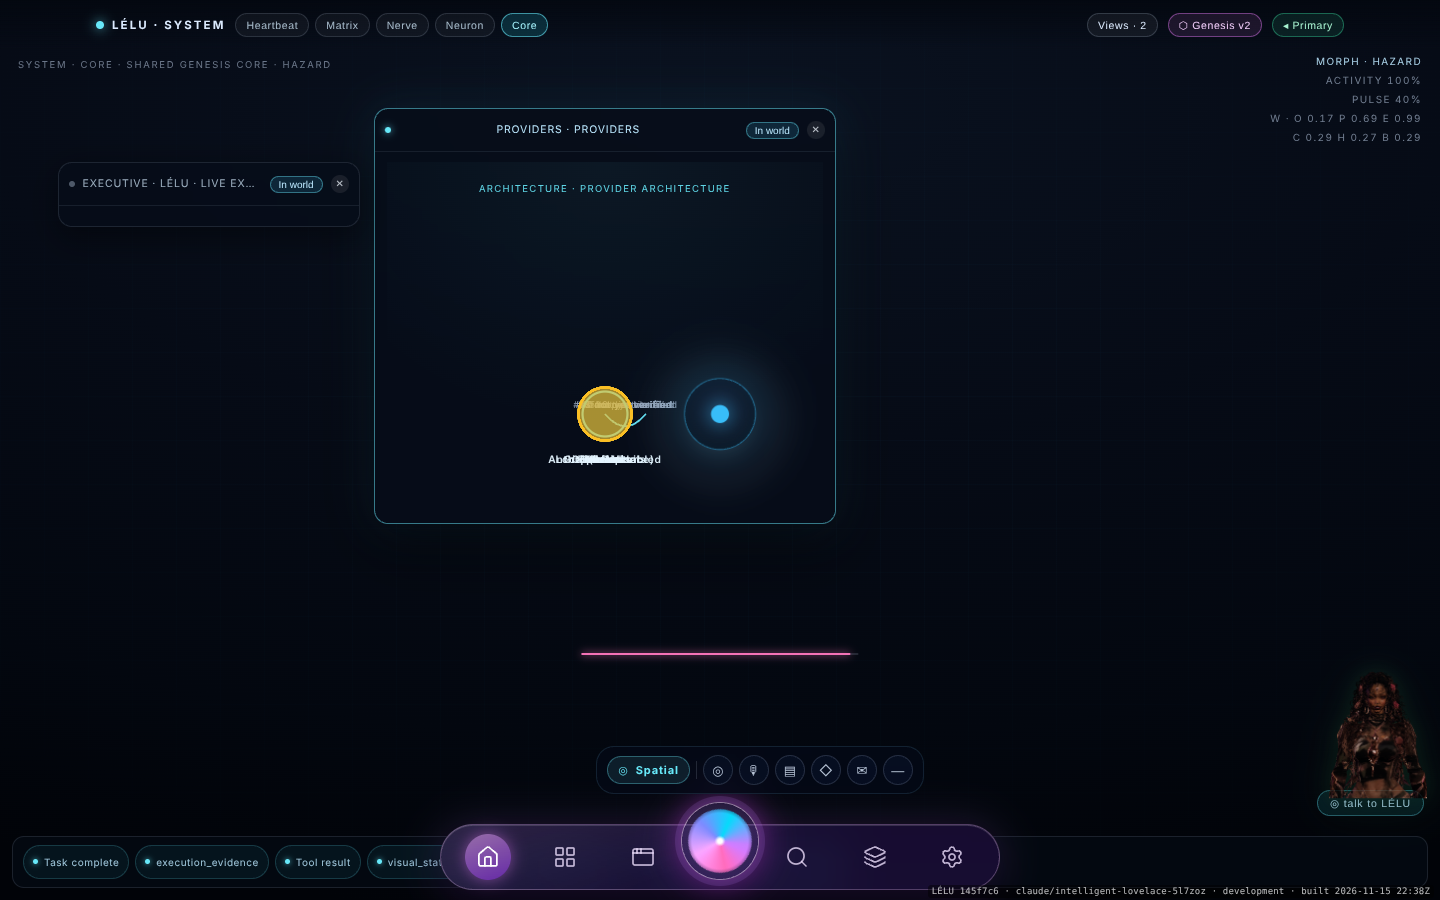 LÉLU · SYSTEM
Heartbeat
Matrix
Nerve
Neuron
Core
Views · 2
⬡ Genesis v2
◂ Primary
SYSTEM · CORE · SHARED GENESIS CORE · HAZARD
MORPH · HAZARD
ACTIVITY 100%
PULSE 40%
W · O 0.17 P 0.69 E 0.99
C 0.29 H 0.27 B 0.29
PROVIDERS · PROVIDERS
In world
EXECUTIVE · LÉLU · LIVE EX…
In world
ARCHITECTURE · PROVIDER ARCHITECTURE
Spatial
talk to LÉLU
Task complete
execution_evidence
Tool result
LÉLU 145f7c6 · claude/intelligent-lovelace-5l7zoz · development · built 2026-11-15 22:38Z